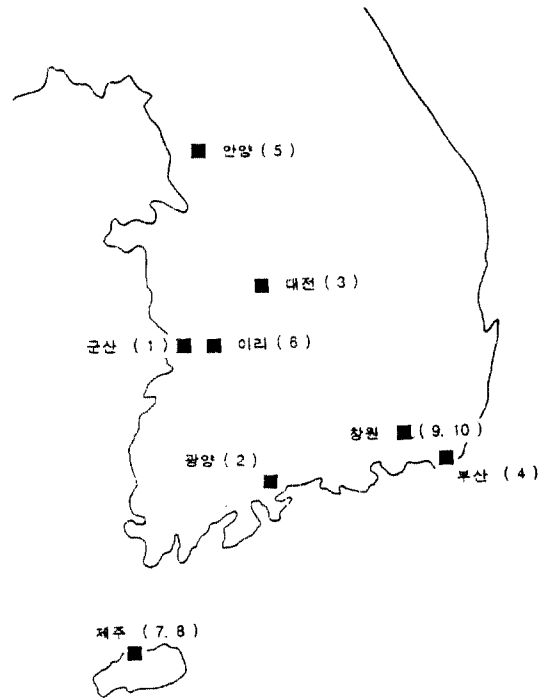 안양 ( 5 )
대전 ( 3 )
군산 ( 1 )
이리 ( 6 )
창원 ( 9. 10 )
광양 ( 2 )
부산 ( 4 )
제주 ( 7. 8 )